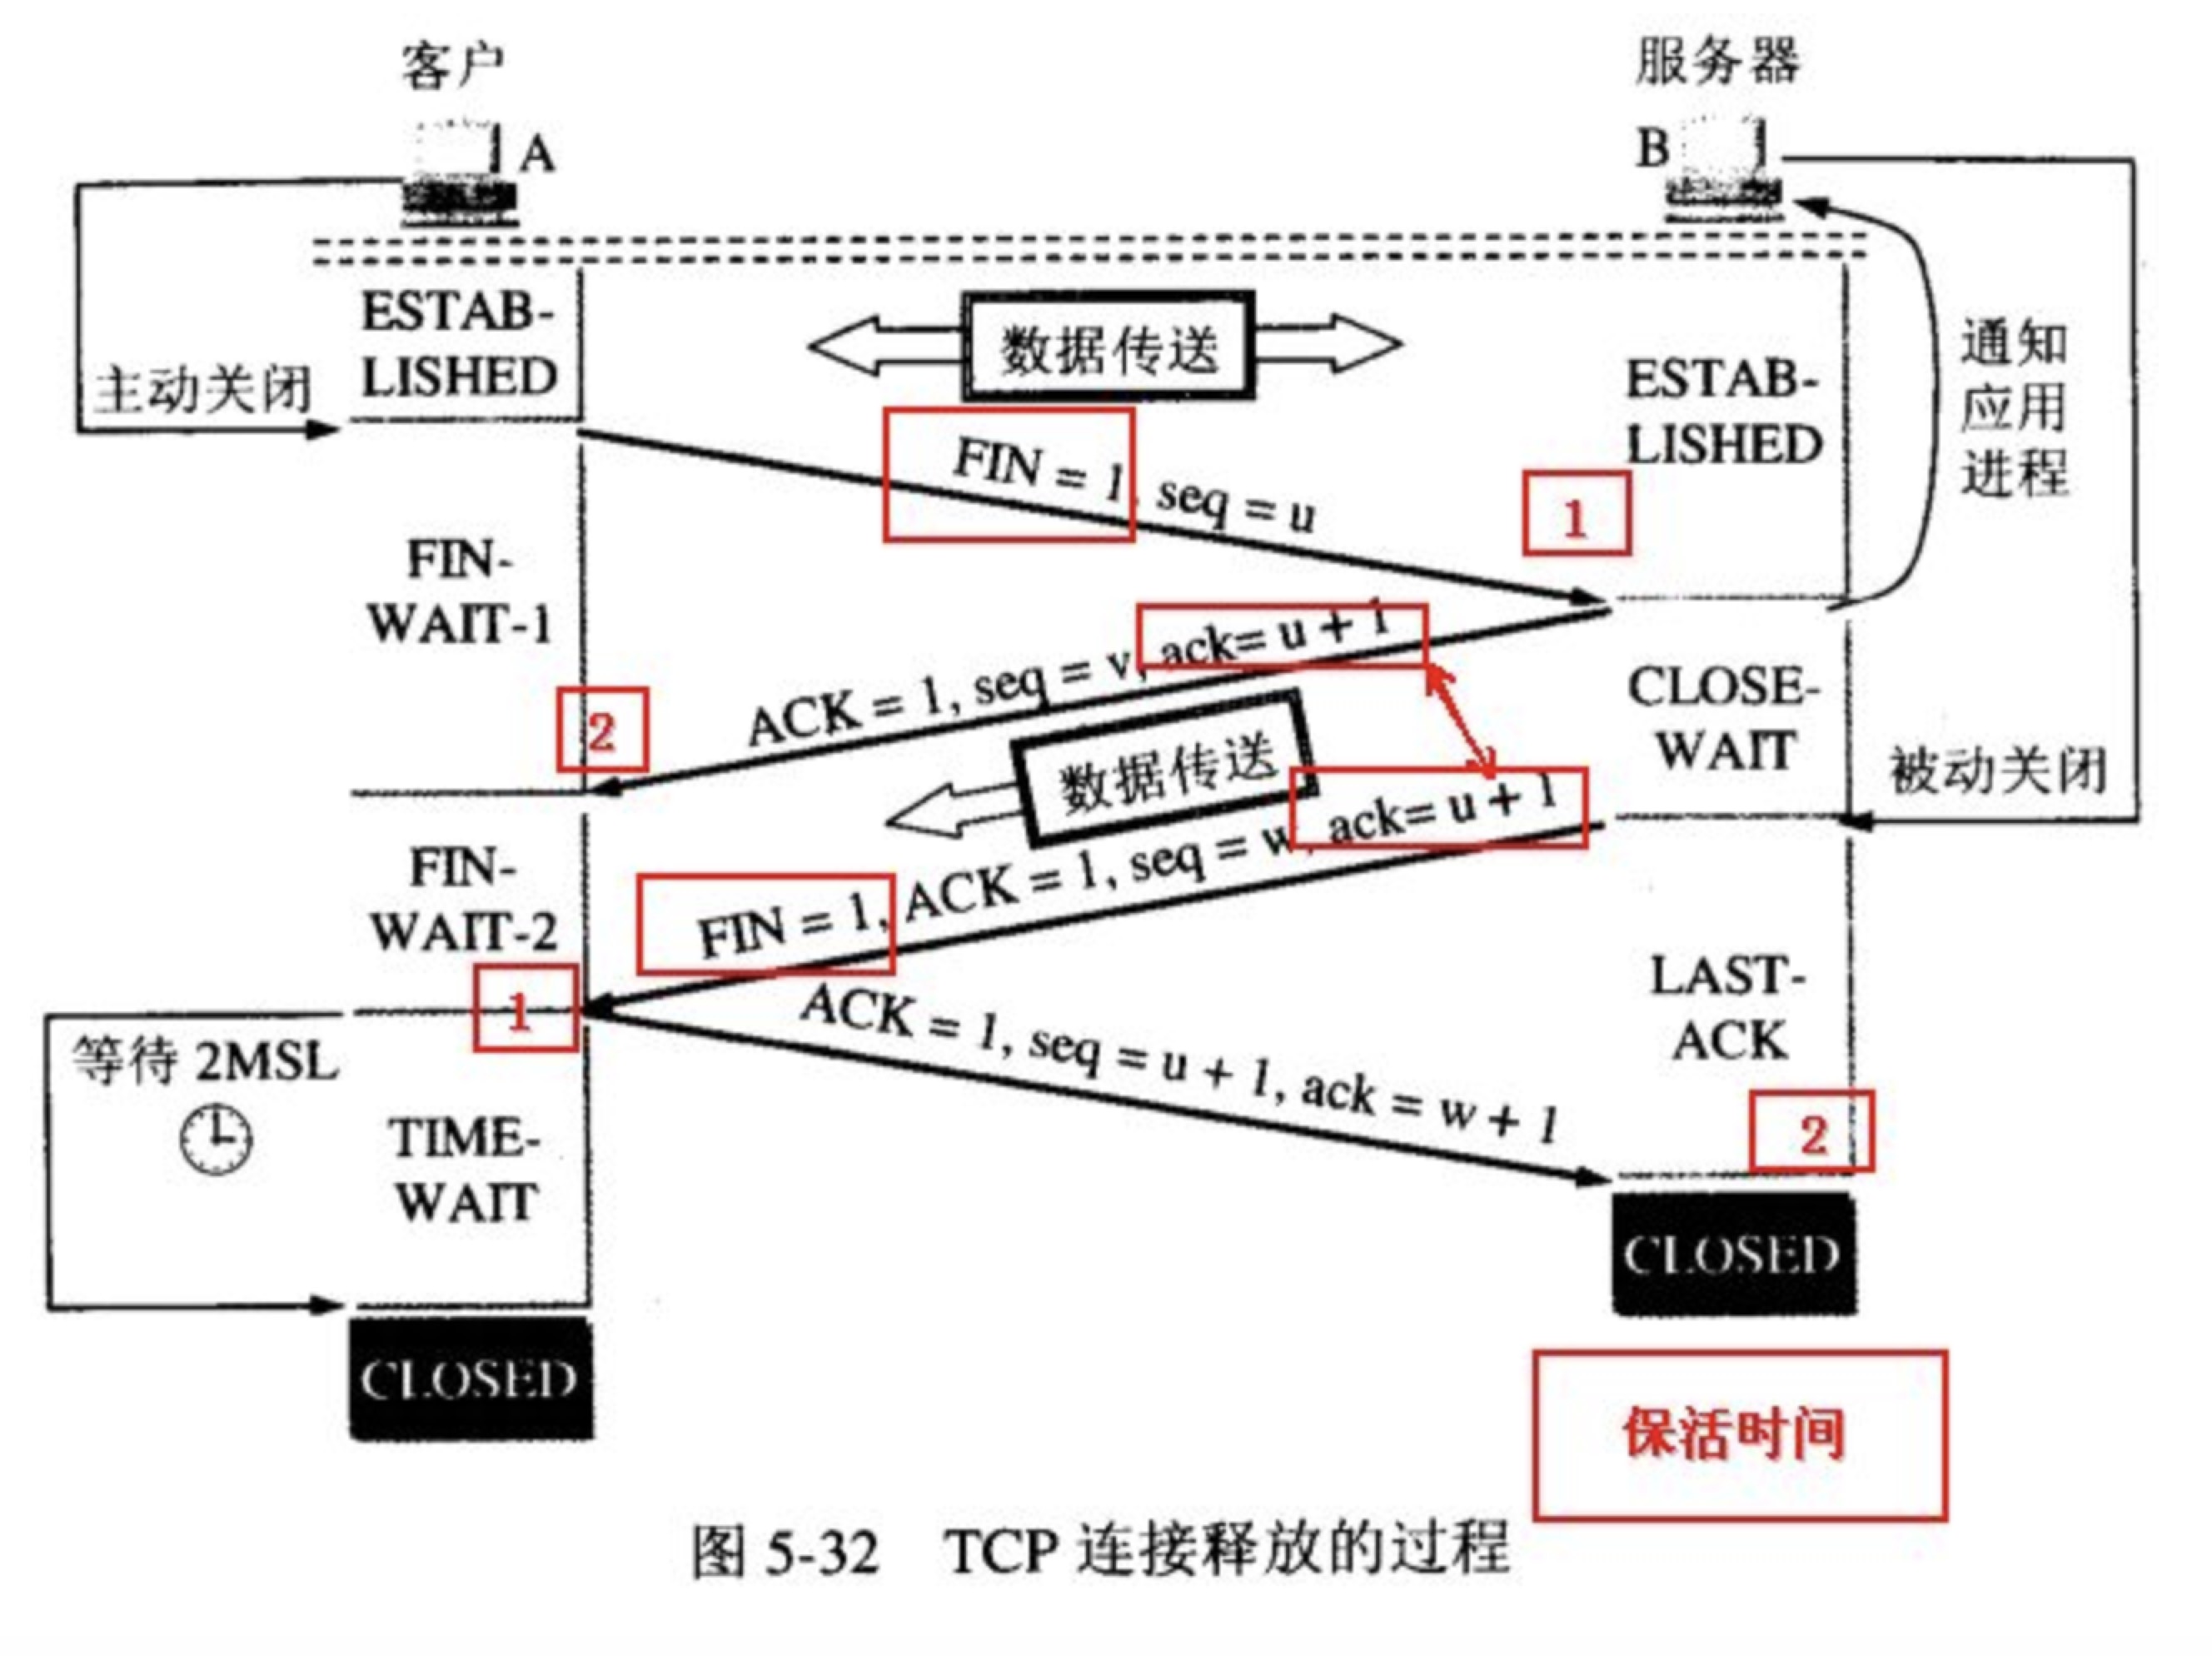 客户
服务器
A
B
ESTAB-
LISHED
数据传送
ESTAB-
LISHED
通知
应用
进程
主动关闭
FIN = 1, seq = u
1
FIN-
WAIT-1
ACK = 1, seq = v, ack= u + 1
2
CLOSE-
WAIT
数据传送
被动关闭
FIN = 1, ACK = 1, seq = w, ack= u + 1
FIN-
WAIT-2
1
ACK = 1, seq = u + 1, ack = w + 1
LAST-
ACK
2
等待 2MSL
TIME-
WAIT
CLOSED
CLOSED
保活时间
图 5-32 TCP 连接释放的过程